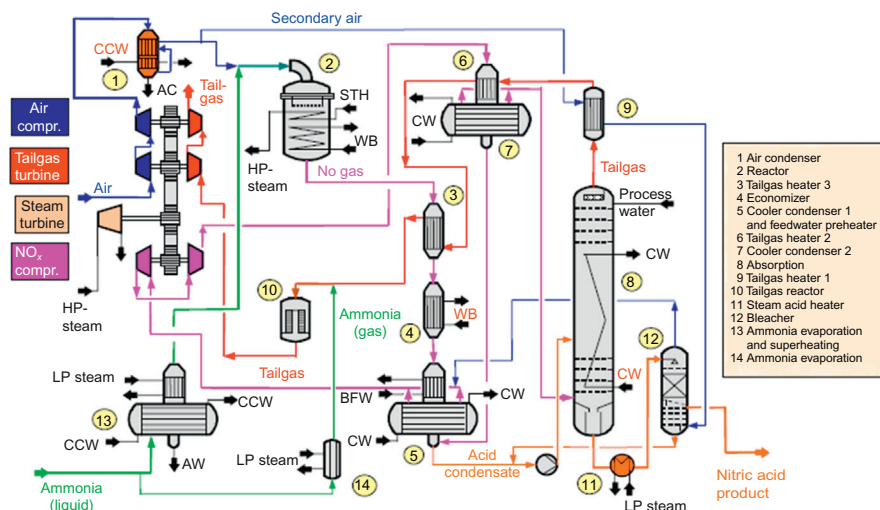 Secondary air
CCW
1
2
6
9
AC
Tail-
gas
STH
WB
HP-
steam
CW
7
Air
compr.
Tailgas
turbine
Steam
turbine
NOx
compr.
Air
HP-
steam
No gas
Tailgas
Process
water
3
8
CW
10
4
WB
Ammonia
(gas)
Tailgas
12
LP steam
CCW
BFW
CW
CW
13
CCW
AW
CW
5
Acid
condensate
LP steam
14
11
LP steam
Ammonia
(liquid)
Nitric acid
product
1 Air condenser
2 Reactor
3 Tailgas heater 3
4 Economizer
5 Cooler condenser 1
and feedwater preheater
6 Tailgas heater 2
7 Cooler condenser 2
8 Absorption
9 Tailgas heater 1
10 Tailgas reactor
11 Steam acid heater
12 Bleacher
13 Ammonia evaporation
and superheating
14 Ammonia evaporation